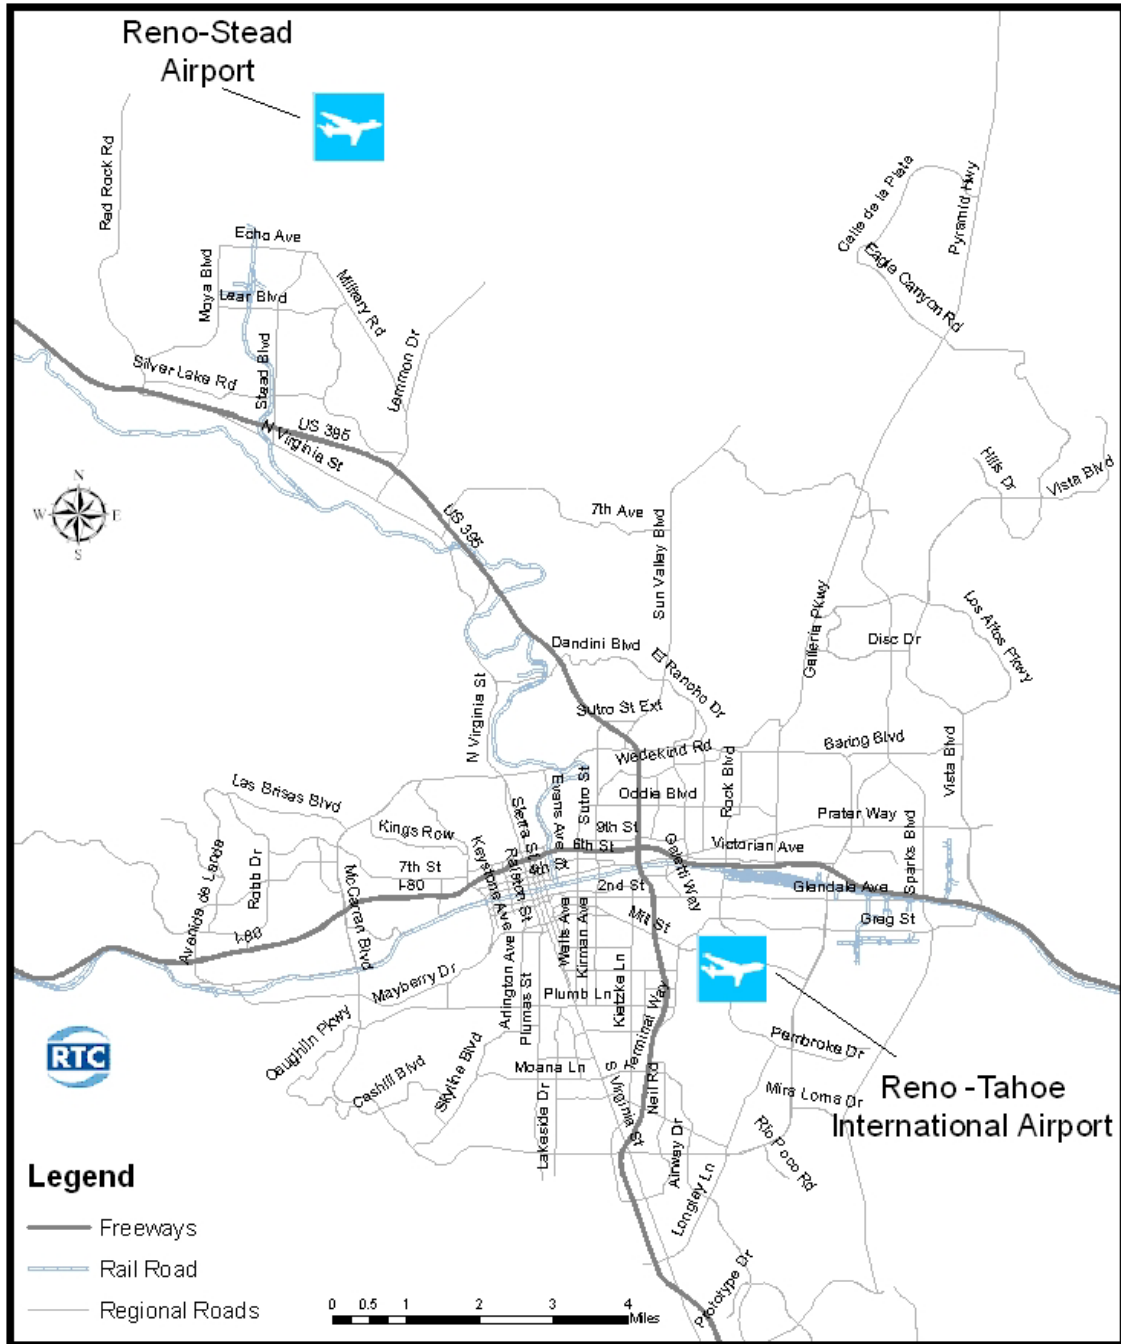 Reno-Stead
Airport
Red Rock Rd
Calle de la Plata
Pyramid Hwy
Echo Ave
Eagle Canyon Rd
Moya Blvd
Lear Blvd
Military Rd
Lemmon Dr
Silver Lake Rd
Stead Blvd
US 395
N Virginia St
Hills Dr
Vista Blvd
N
W
E
S
US 395
7th Ave
Sun Valley Blvd
Galleria Pkwy
Los Altos Pkwy
Disc Dr
Dandini Blvd
El Rancho Dr
N Virginia St
Sutro St Ext
Wedekind Rd
Baring Blvd
Vista Blvd
Rock Blvd
Las Brisas Blvd
Evans Ave
Sutro St
Oddie Blvd
Prater Way
Sierra St
Kings Row
9th St
Victorian Ave
Sparks Blvd
6th St
Galetti Way
7th St
Keystone Ave
Ralston St
4th St
I-80
2nd St
Glendale Ave
Avenida de Landa
Robb Dr
McCarran Blvd
Mill St
Greg St
I-80
Wells Ave
Kirman Ave
Arlington Ave
Mayberry Dr
Plumas St
Plumb Ln
Kietzke Ln
Terminal Way
Caughlin Pkwy
Pembroke Dr
RTC
Skyline Blvd
Cashill Blvd
Moana Ln
S Virginia St
Neil Rd
Mira Loma Dr
Reno -Tahoe
International Airport
Lakeside Dr
Airway Dr
Rio Poco Rd
Longley Ln
Prototype Dr
Legend
Freeways
Rail Road
Regional Roads
0 0.5 1 2 3 4
Miles